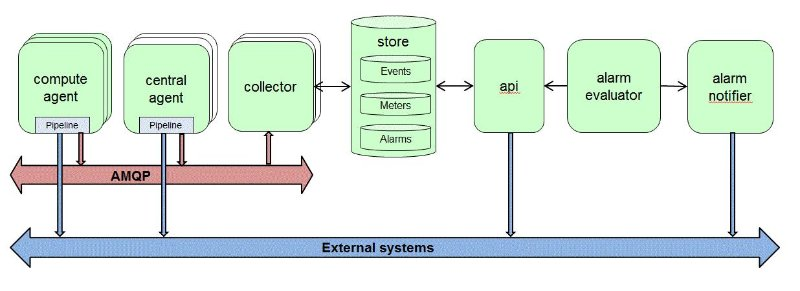 compute
agent
Pipeline
central
agent
Pipeline
collector
store
Events
Meters
Alarms
api
alarm
evaluator
alarm
notifier
AMQP
External systems